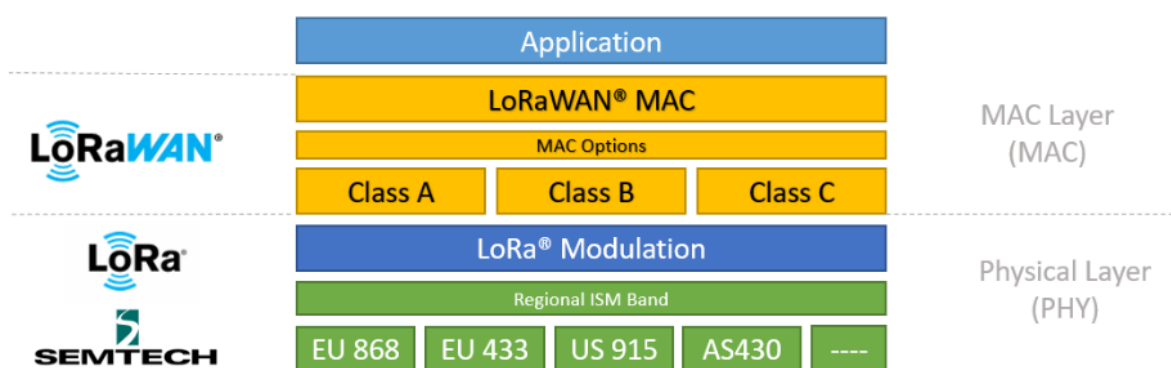 Application
LoRaWAN® MAC
MAC Options
Class A Class B Class C
LoRa® Modulation
Regional ISM Band
EU 868 EU 433 US 915 AS430 ----
LoRaWAN®
LoRa®
SEMTECH
MAC Layer
(MAC)
Physical Layer
(PHY)